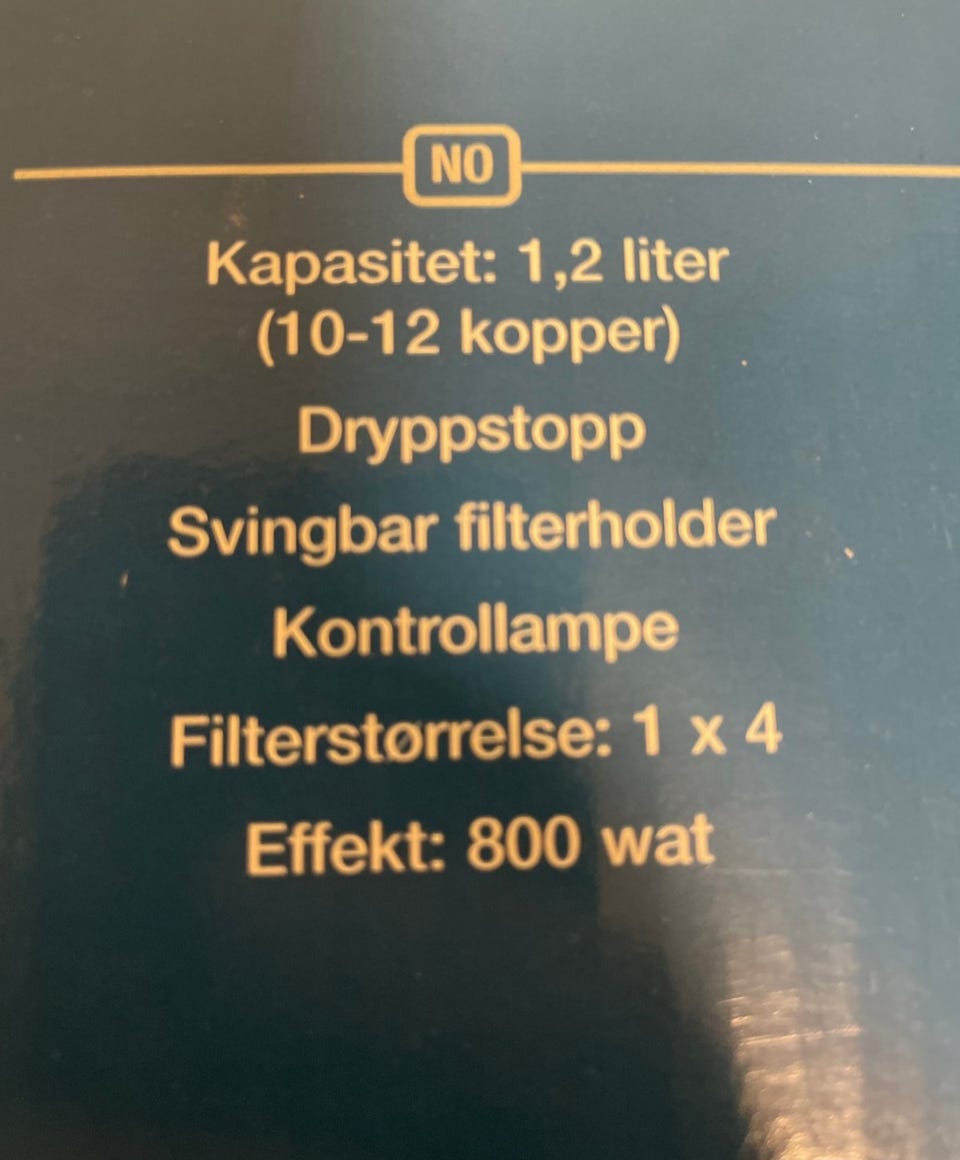 NO
Kapasitet: 1,2 liter
(10-12 kopper)
Dryppstopp
Svingbar filterholder
Kontrollampe
Filterstørrelse: 1 x 4
Effekt: 800 wat